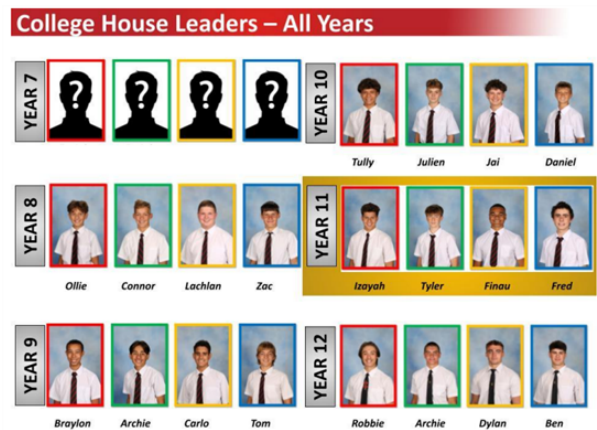 College House Leaders – All Years
YEAR 7
? ? ? ?
YEAR 10
Tully Julien Jai Daniel
YEAR 8
Ollie Connor Lachlan Zac
YEAR 11
Izayah Tyler Finau Fred
YEAR 9
Braylon Archie Carlo Tom
YEAR 12
Robbie Archie Dylan Ben